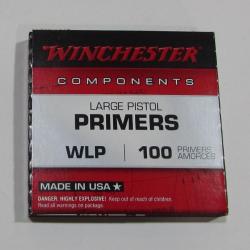 WINCHESTER
COMPONENTS
LARGE PISTOL
PRIMERS
WLP | 100 PRIMERS AMORCES
MADE IN USA ★
DANGER: HIGHLY EXPLOSIVE! Keep out of reach of children.
Read all warnings on package.